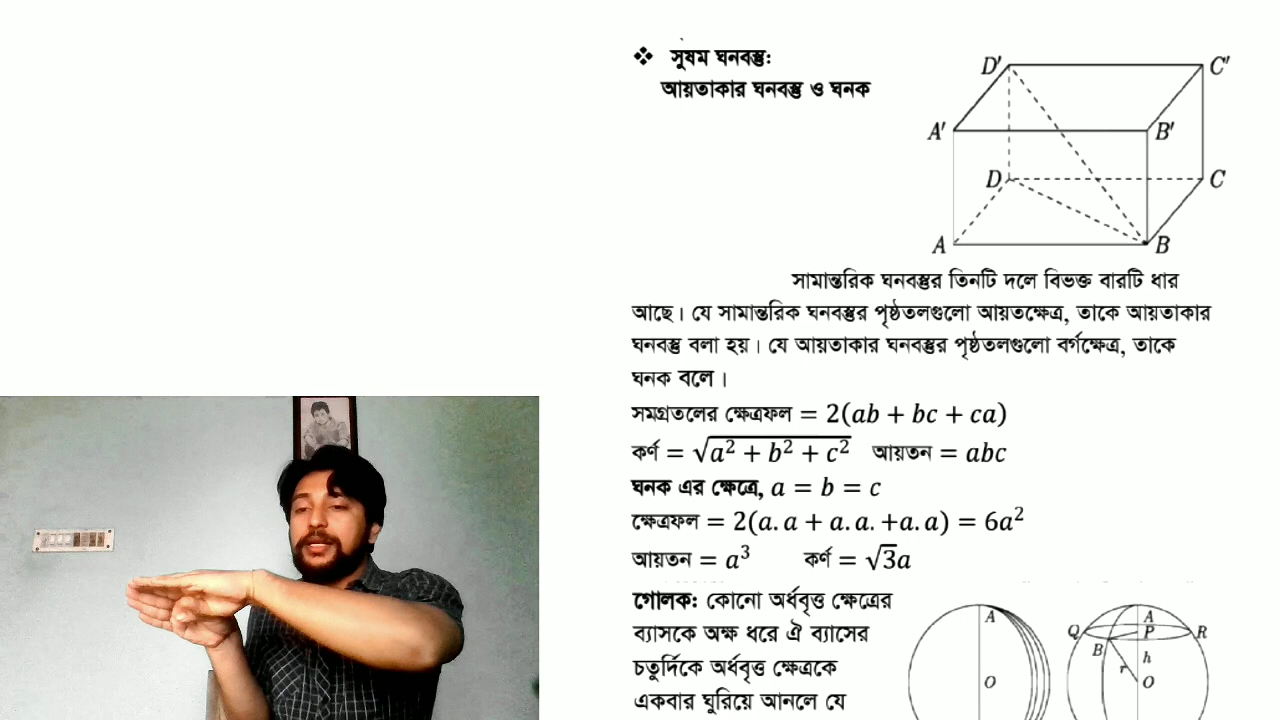 ❖ সুষম ঘনবস্তু:
আয়তাকার ঘনবস্তু ও ঘনক
D′ C′
A′ B′
D C
A B
সামান্তরিক ঘনবস্তুর তিনটি দলে বিভক্ত বারটি ধার
আছে। যে সামান্তরিক ঘনবস্তুর পৃষ্ঠতলগুলো আয়তক্ষেত্র, তাকে আয়তাকার
ঘনবস্তু বলা হয়। যে আয়তাকার ঘনবস্তুর পৃষ্ঠতলগুলো বর্গক্ষেত্র, তাকে
ঘনক বলে।
সমগ্রতলের ক্ষেত্রফল = 2(ab + bc + ca)
কর্ণ = √a² + b² + c² আয়তন = abc
ঘনক এর ক্ষেত্রে, a = b = c
ক্ষেত্রফল = 2(a. a + a. a. +a. a) = 6a²
আয়তন = a³ কর্ণ = √3a
গোলক: কোনো অর্ধবৃত্ত ক্ষেত্রের
ব্যাসকে অক্ষ ধরে ঐ ব্যাসের
চতুর্দিকে অর্ধবৃত্ত ক্ষেত্রকে
একবার ঘুরিয়ে আনলে যে
A
O
A
Q P R
B
h
r
O